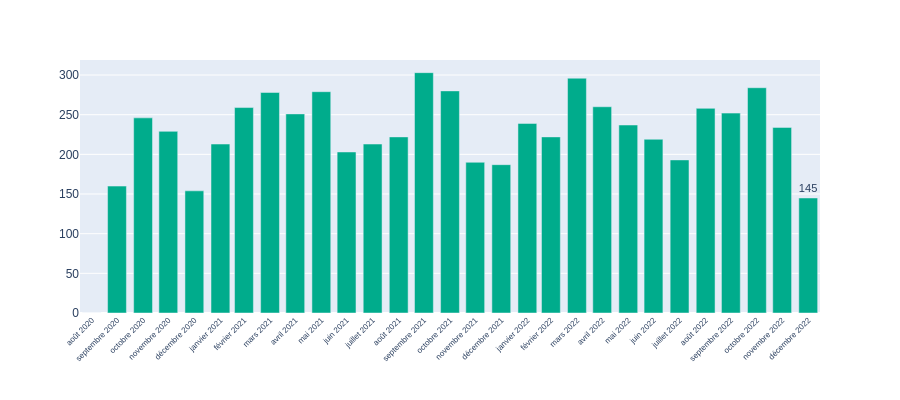 300
250
200
150
100
50
0
145
août 2020
septembre 2020
octobre 2020
novembre 2020
décembre 2020
janvier 2021
février 2021
mars 2021
avril 2021
mai 2021
juin 2021
juillet 2021
août 2021
septembre 2021
octobre 2021
novembre 2021
décembre 2021
janvier 2022
février 2022
mars 2022
avril 2022
mai 2022
juin 2022
juillet 2022
août 2022
septembre 2022
octobre 2022
novembre 2022
décembre 2022